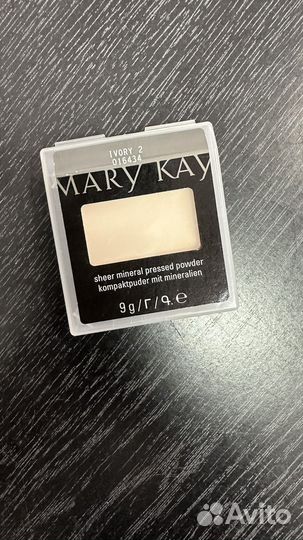 IVORY 2
016434
MARY KAY
sheer mineral pressed powder
kompaktpuder mit mineralien
9g/г/գ.℮
Avito